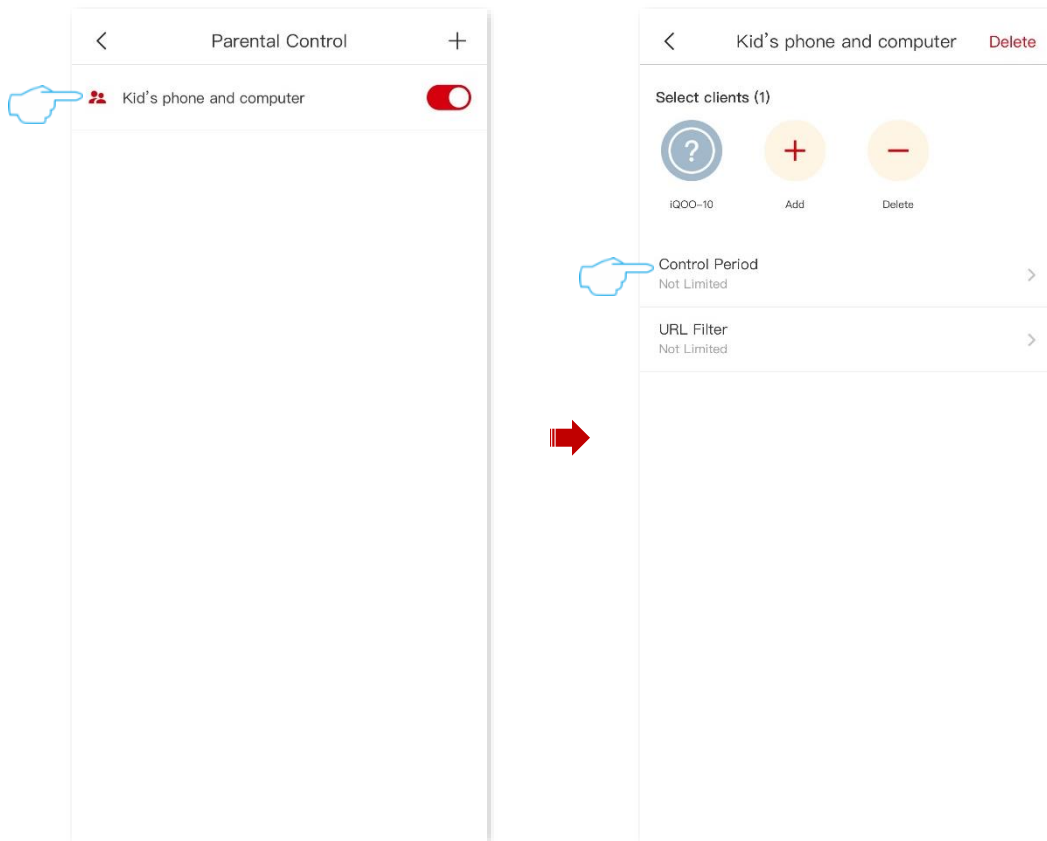 Parental Control
Kid's phone and computer
Kid's phone and computer
Delete
Select clients (1)
?
iQOO-10
Add
Delete
Control Period
Not Limited
URL Filter
Not Limited